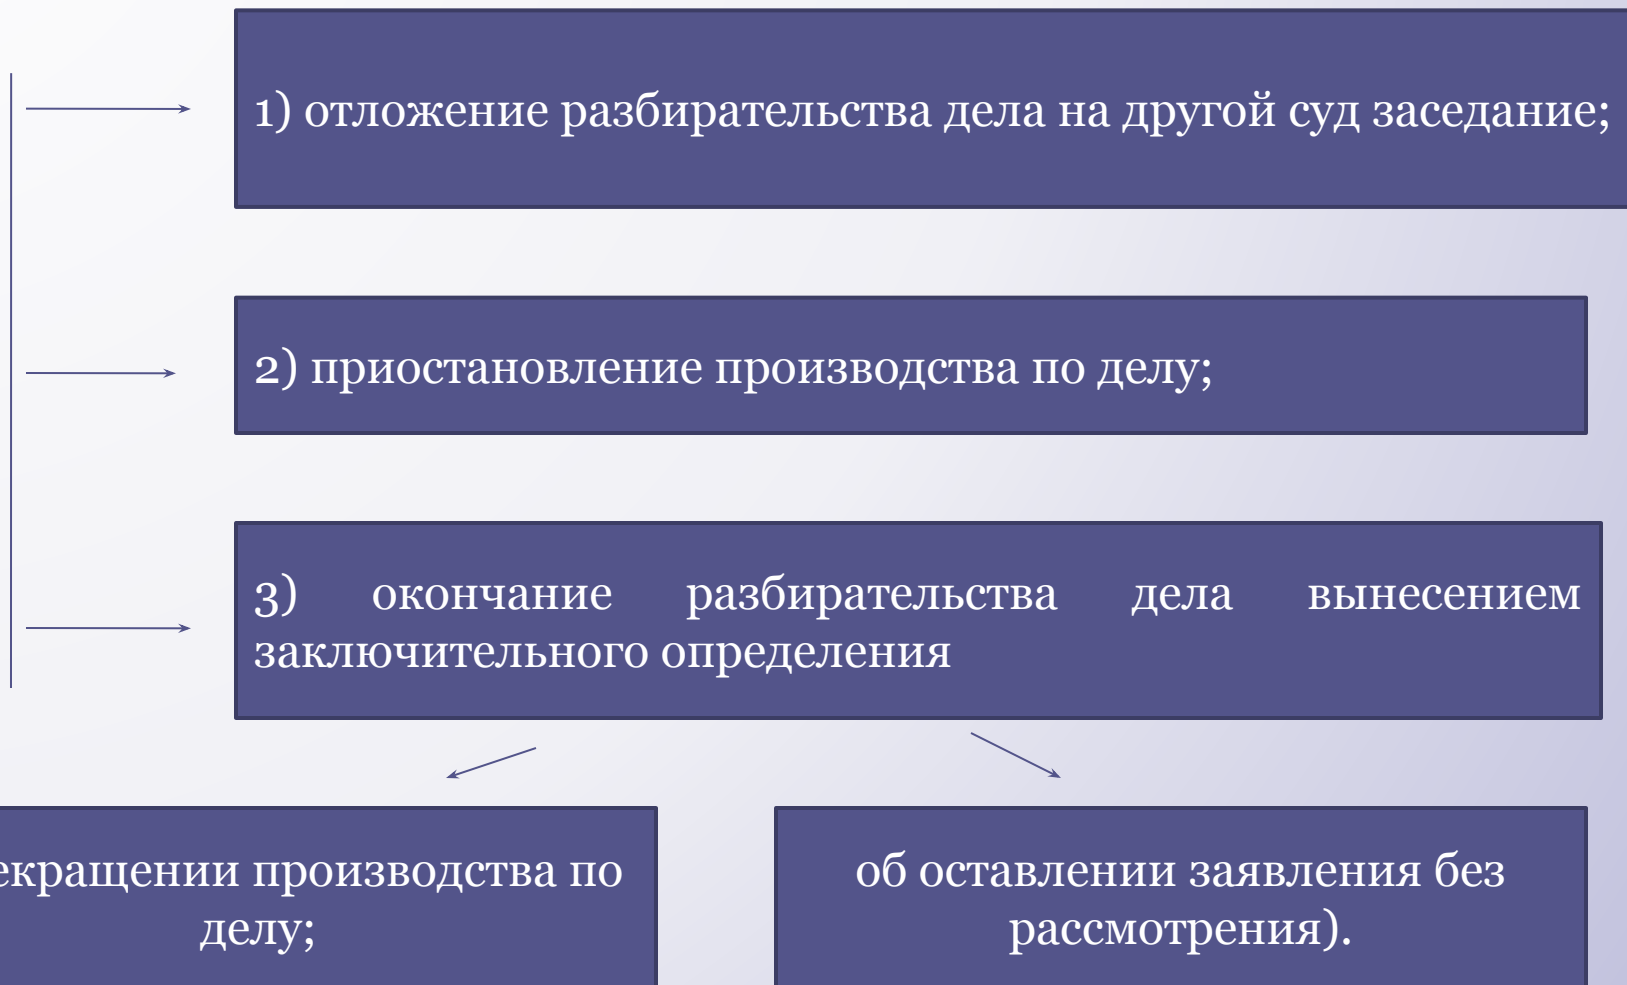 1) отложение разбирательства дела на другой суд заседание;
2) приостановление производства по делу;
3) окончание разбирательства дела вынесением
заключительного определения
екращении производства по
делу;
об оставлении заявления без
рассмотрения).